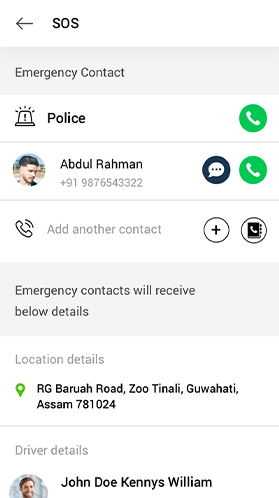 SOS
Emergency Contact
Police
Abdul Rahman
+91 9876543322
Add another contact
Emergency contacts will receive
below details
Location details
RG Baruah Road, Zoo Tinali, Guwahati,
Assam 781024
Driver details
John Doe Kennys William